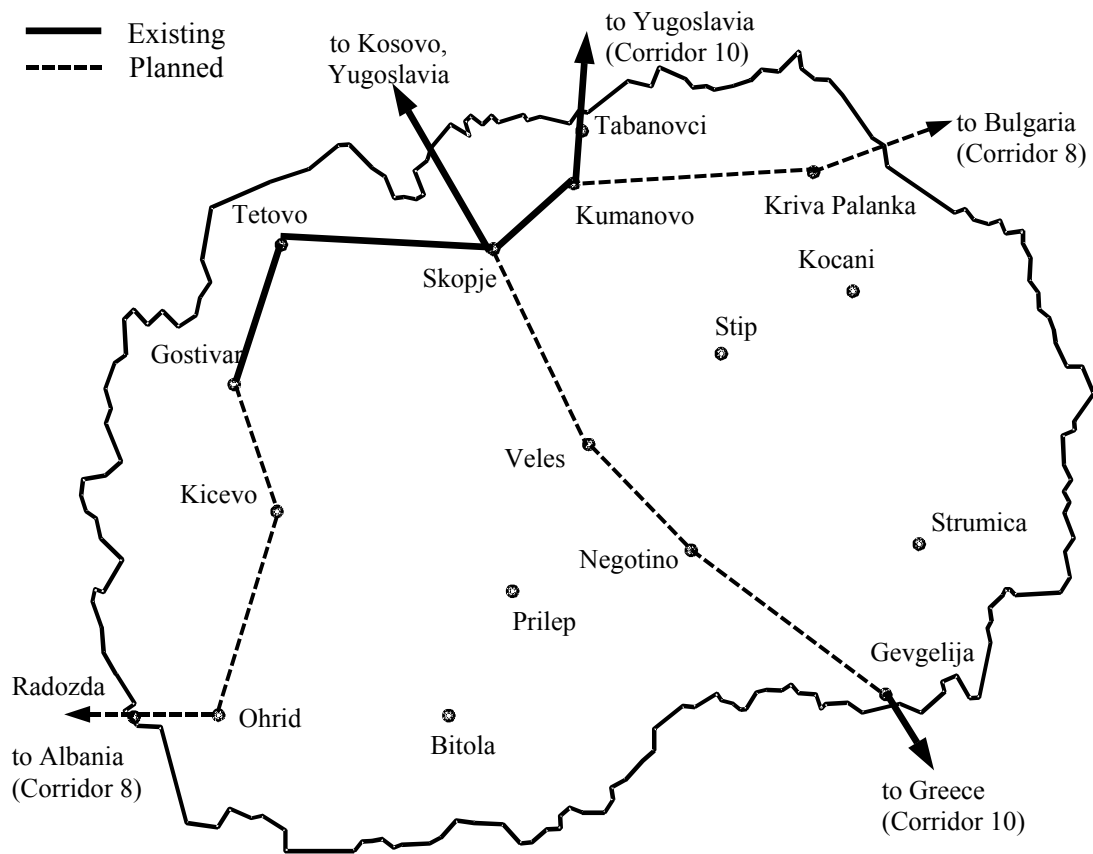 Existing
Planned
to Kosovo,
Yugoslavia
to Yugoslavia
(Corridor 10)
Tabanovci
to Bulgaria
(Corridor 8)
Tetovo
Kumanovo
Kriva Palanka
Skopje
Kocani
Stip
Gostivar
Veles
Kicevo
Strumica
Negotino
Prilep
Gevgelija
Radozda
Ohrid
Bitola
to Albania
(Corridor 8)
to Greece
(Corridor 10)